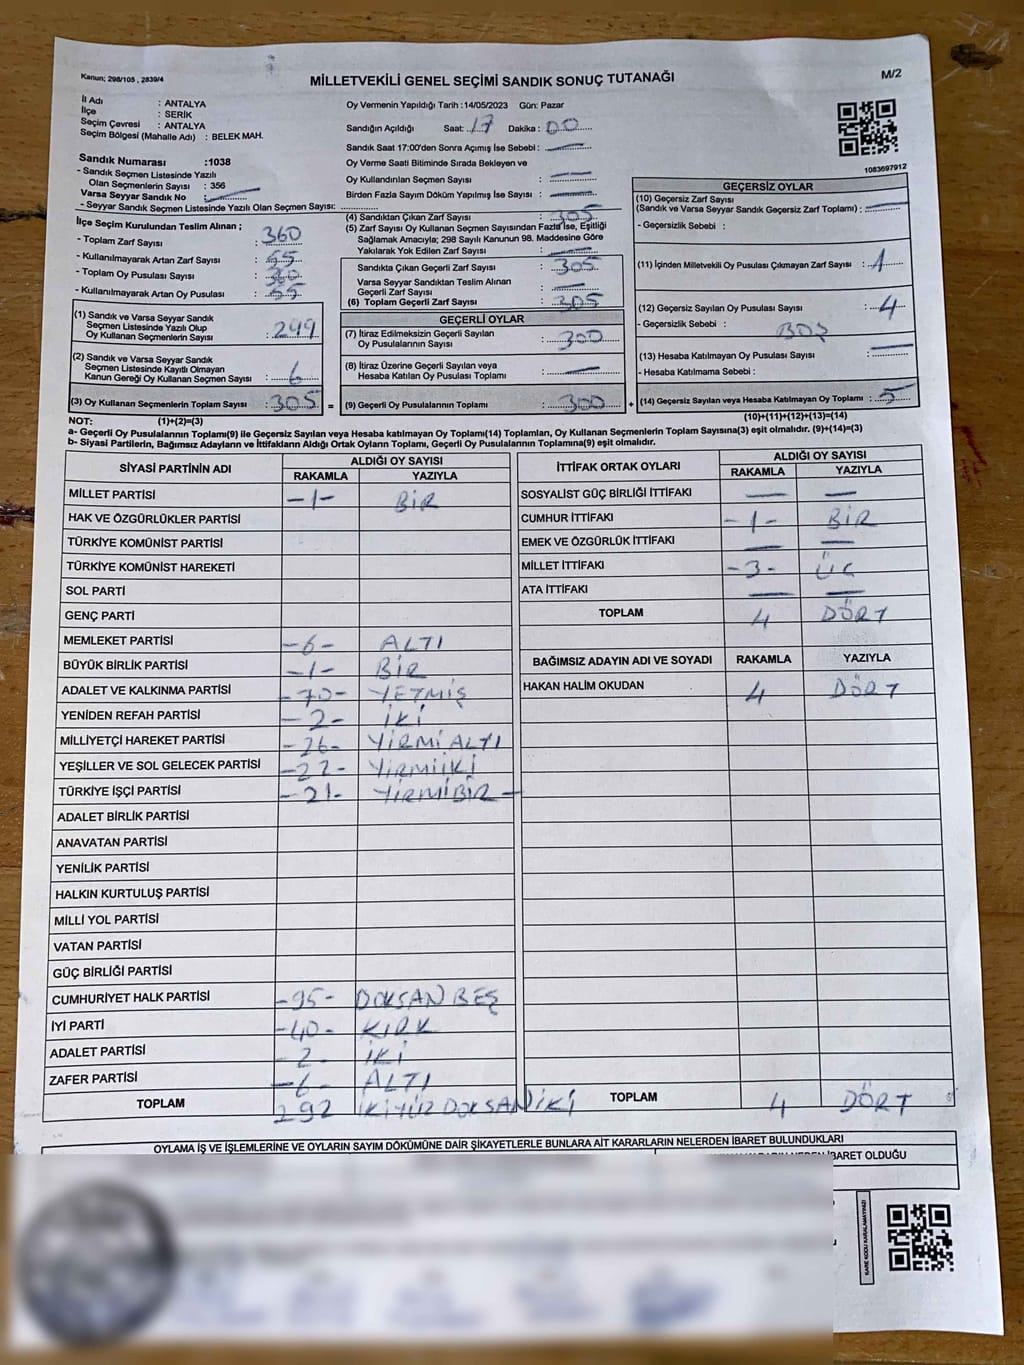 Kanun; 298/105 , 2839/4
MİLLETVEKİLİ GENEL SEÇİMİ SANDIK SONUÇ TUTANAĞI
M/2
İl Adı : ANTALYA
İlçe : SERİK
Seçim Çevresi : ANTALYA
Seçim Bölgesi (Mahalle Adı) : BELEK MAH.
Sandık Numarası :1038
- Sandık Seçmen Listesinde Yazılı
Olan Seçmenlerin Sayısı : 356
Varsa Seyyar Sandık No :
- Seyyar Sandık Seçmen Listesinde Yazılı Olan Seçmen Sayısı:
Oy Vermenin Yapıldığı Tarih :14/05/2023 Gün: Pazar
Sandığın Açıldığı Saat: 17 Dakika : 00
Sandık Saat 17:00'den Sonra Açımış İse Sebebi :
Oy Verme Saati Bitiminde Sırada Bekleyen ve
Oy Kullandırılan Seçmen Sayısı :
Birden Fazla Sayım Döküm Yapılmış İse Sayısı :
1083697912
İlçe Seçim Kurulundan Teslim Alınan ;
- Toplam Zarf Sayısı : 360
- Kullanılmayarak Artan Zarf Sayısı : 55
- Toplam Oy Pusulası Sayısı : 360
- Kullanılmayarak Artan Oy Pusulası : 55
(1) Sandık ve Varsa Seyyar Sandık
Seçmen Listesinde Yazılı Olup
Oy Kullanan Seçmenlerin Sayısı : 299
(2) Sandık ve Varsa Seyyar Sandık
Seçmen Listesinde Kayıtlı Olmayan
Kanun Gereği Oy Kullanan Seçmen Sayısı : 6
(3) Oy Kullanan Seçmenlerin Toplam Sayısı : 305 =
(4) Sandıktan Çıkan Zarf Sayısı : 305
(5) Zarf Sayısı Oy Kullanan Seçmen Sayısından Fazla İse, Eşitliği
Sağlamak Amacıyla; 298 Sayılı Kanunun 98. Maddesine Göre
Yakılarak Yok Edilen Zarf Sayısı :
Sandıkta Çıkan Geçerli Zarf Sayısı : 305
Varsa Seyyar Sandıktan Teslim Alınan
Geçerli Zarf Sayısı :
(6) Toplam Geçerli Zarf Sayısı : 305
GEÇERLİ OYLAR
(7) İtiraz Edilmeksizin Geçerli Sayılan
Oy Pusulalarının Sayısı : 300
(8) İtiraz Üzerine Geçerli Sayılan veya
Hesaba Katılan Oy Pusulası Toplamı :
(9) Geçerli Oy Pusulalarının Toplamı : 300 +
GEÇERSİZ OYLAR
(10) Geçersiz Zarf Sayısı
(Sandık ve Varsa Seyyar Sandık Geçersiz Zarf Toplamı) :
- Geçersizlik Sebebi :
(11) İçinden Milletvekili Oy Pusulası Çıkmayan Zarf Sayısı : 1
(12) Geçersiz Sayılan Oy Pusulası Sayısı : 4
- Geçersizlik Sebebi : BOŞ
(13) Hesaba Katılmayan Oy Pusulası Sayısı :
- Hesaba Katılmama Sebebi :
(14) Geçersiz Sayılan veya Hesaba Katılmayan Oy Toplamı : 5
NOT: (1)+(2)=(3) (10)+(11)+(12)+(13)=(14)
a- Geçerli Oy Pusulalarının Toplamı(9) ile Geçersiz Sayılan veya Hesaba katılmayan Oy Toplamı(14) Toplamları, Oy Kullanan Seçmenlerin Toplam Sayısına(3) eşit olmalıdır. (9)+(14)=(3)
b- Siyasi Partilerin, Bağımsız Adayların ve İttifakların Aldığı Ortak Oyların Toplamı, Geçerli Oy Pusulalarının Toplamına(9) eşit olmalıdır.
SİYASİ PARTİNİN ADI ALDIĞI OY SAYISI
RAKAMLA YAZIYLA
MİLLET PARTİSİ -1- BİR
HAK VE ÖZGÜRLÜKLER PARTİSİ
TÜRKİYE KOMÜNİST PARTİSİ
TÜRKİYE KOMÜNİST HAREKETİ
SOL PARTİ
GENÇ PARTİ
MEMLEKET PARTİSİ -6- ALTI
BÜYÜK BİRLİK PARTİSİ -1- BİR
ADALET VE KALKINMA PARTİSİ -70- YETMİŞ
YENİDEN REFAH PARTİSİ -2- İKİ
MİLLİYETÇİ HAREKET PARTİSİ -26- YİRMİ ALTI
YEŞİLLER VE SOL GELECEK PARTİSİ -22- YİRMİİKİ
TÜRKİYE İŞÇİ PARTİSİ -21- YİRMİBİR -
ADALET BİRLİK PARTİSİ
ANAVATAN PARTİSİ
YENİLİK PARTİSİ
HALKIN KURTULUŞ PARTİSİ
MİLLİ YOL PARTİSİ
VATAN PARTİSİ
GÜÇ BİRLİĞİ PARTİSİ
CUMHURİYET HALK PARTİSİ -95- DOKSAN BEŞ
İYİ PARTİ -40- KIRK
ADALET PARTİSİ -2- İKİ
ZAFER PARTİSİ -6- ALTI
TOPLAM 292 İKİYÜZ DOKSAN İKİ
İTTİFAK ORTAK OYLARI ALDIĞI OY SAYISI
RAKAMLA YAZIYLA
SOSYALİST GÜÇ BİRLİĞİ İTTİFAKI — —
CUMHUR İTTİFAKI -1- BİR
EMEK VE ÖZGÜRLÜK İTTİFAKI — —
MİLLET İTTİFAKI -3- ÜÇ
ATA İTTİFAKI — —
TOPLAM 4 DÖRT
BAĞIMSIZ ADAYIN ADI VE SOYADI RAKAMLA YAZIYLA
HAKAN HALİM OKUDAN 4 DÖRT
TOPLAM 4 DÖRT
OYLAMA İŞ VE İŞLEMLERİNE VE OYLARIN SAYIM DÖKÜMÜNE DAİR ŞİKAYETLERLE BUNLARA AİT KARARLARIN NELERDEN İBARET BULUNDUKLARI
İBARET OLDUĞU
KARE KODU KARALAMAYINIZ!